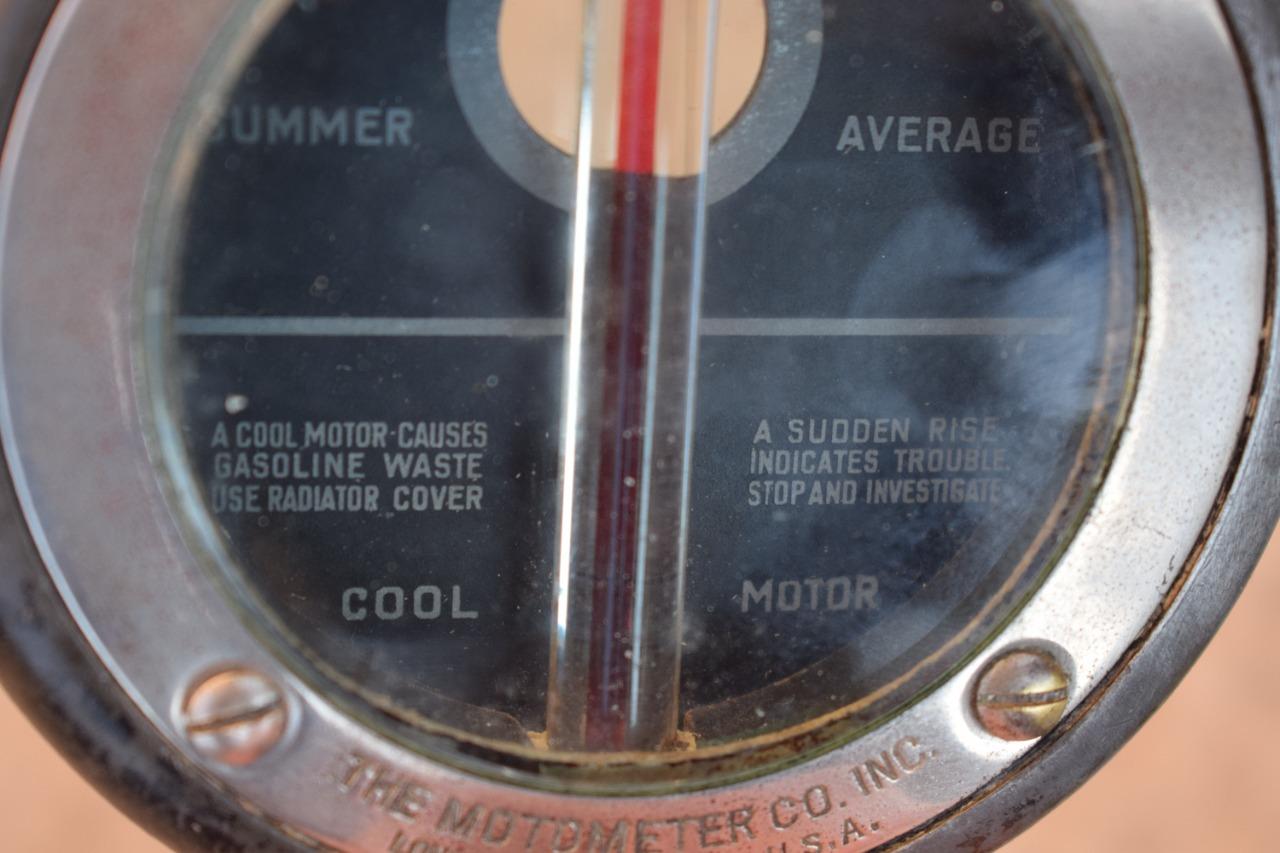 SUMMER AVERAGE
A COOL MOTOR CAUSES
GASOLINE WASTE
USE RADIATOR COVER
A SUDDEN RISE
INDICATES TROUBLE.
STOP AND INVESTIGATE
COOL MOTOR
THE MOTOMETER CO. INC.
U.S.A.